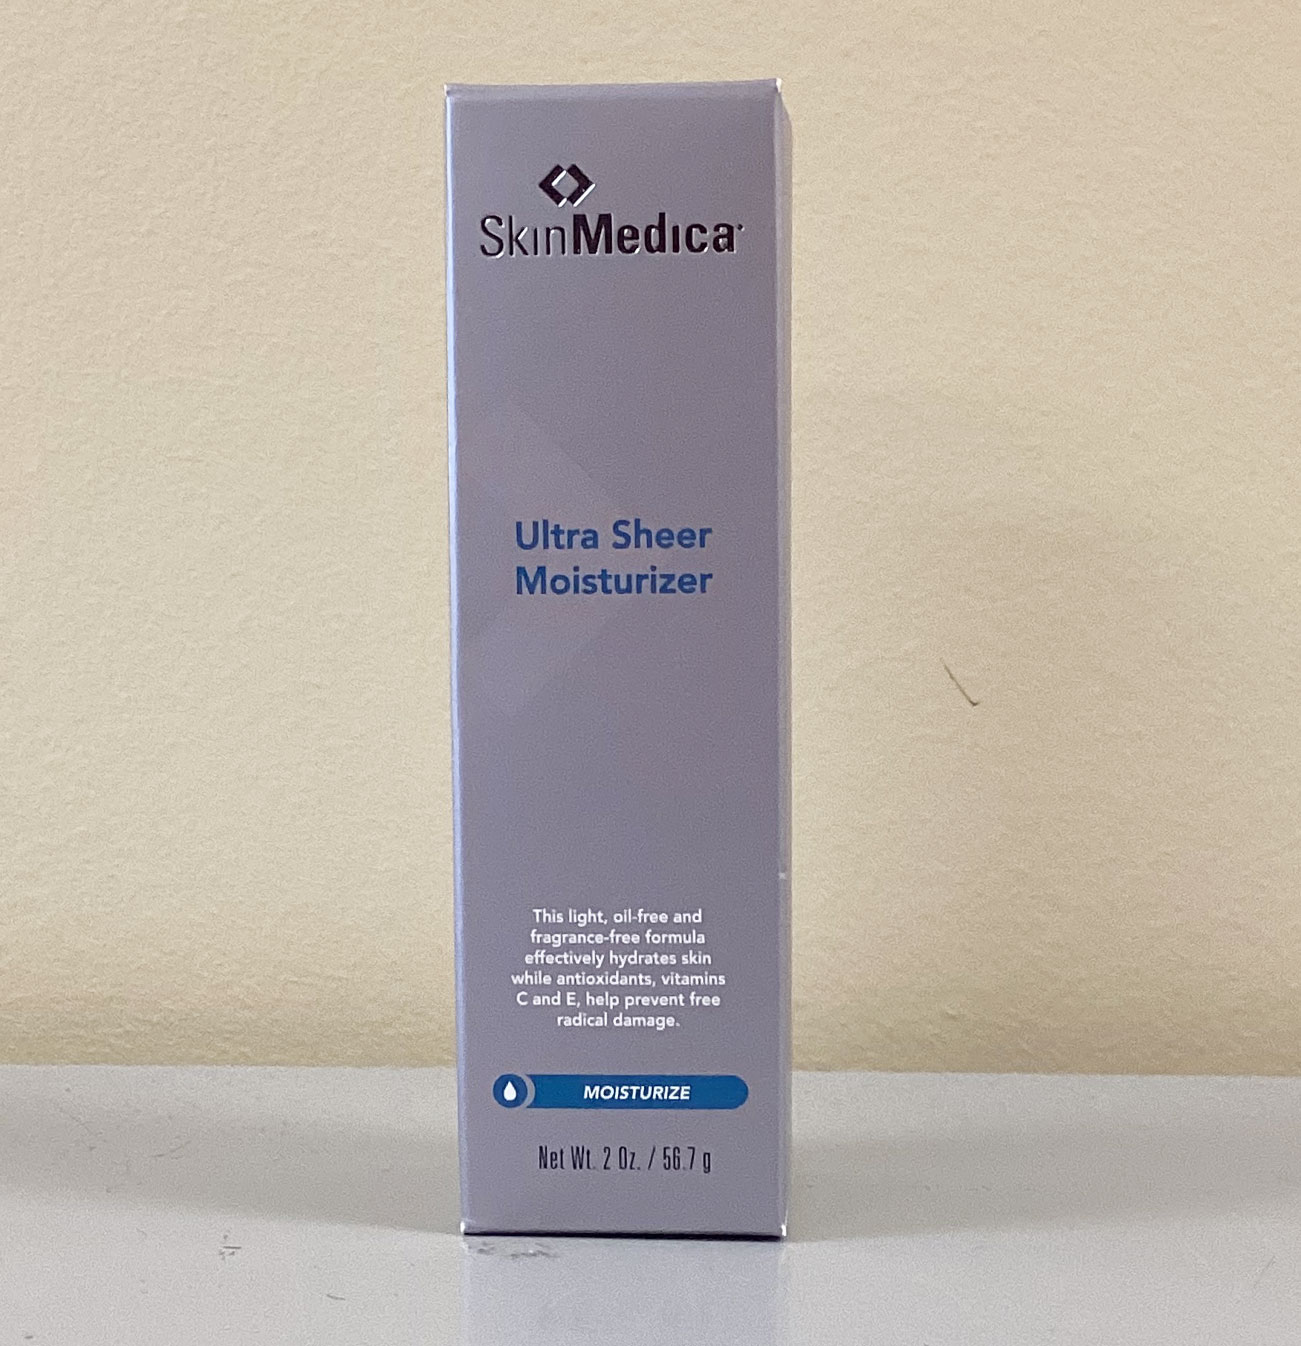 SkinMedica
Ultra Sheer
Moisturizer
This light, oil-free and
fragrance-free formula
effectively hydrates skin
while antioxidants, vitamins
C and E, help prevent free
radical damage.
MOISTURIZE
Net Wt. 2 Oz. / 56.7 g